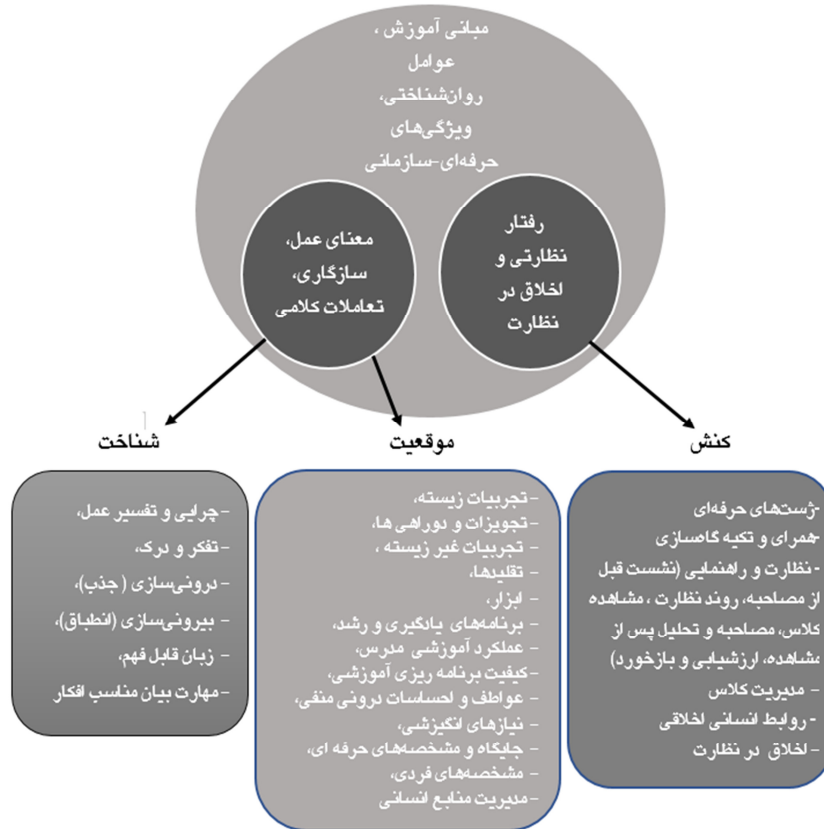 مبانی آموزش ،
عوامل
روان‌شناختی،
ویژگی‌های
حرفه‌ای-سازمانی
رفتار
نظارتی و
اخلاق در
نظارت
معنای عمل،
سازگاری،
تعاملات کلامی
کنش
موقعیت
شناخت
-ژست‌های حرفه‌ای
-همرای و تکیه گاه‌سازی
- نظارت و راهنمایی (نشست قبل
از مصاحبه، روند نظارت ، مشاهده
کلاس، مصاحبه و تحلیل پس از
مشاهده، ارزشیابی و بازخورد)
- مدیریت کلاس
- روابط انسانی اخلاقی
- اخلاق در نظارت
- تجربیات زیسته،
- تجویزات و دوراهی ها،
- تجربیات غیر زیسته ،
- تقلیدها،
- ابزار،
- برنامه‌های یادگیری و رشد،
- عملکرد آموزشی مدرس،
- کیفیت برنامه ریزی آموزشی،
- عواطف و احساسات درونی منفی،
- نیازهای انگیزشی،
- جایگاه و مشخصه‌های حرفه ای،
- مشخصه‌های فردی،
- مدیریت منابع انسانی
- چرایی و تفسیر عمل،
- تفکر و درک،
- درونی‌سازی ( جذب)،
- بیرونی‌سازی (انطباق)،
- زبان قابل فهم،
- مهارت بیان مناسب افکار